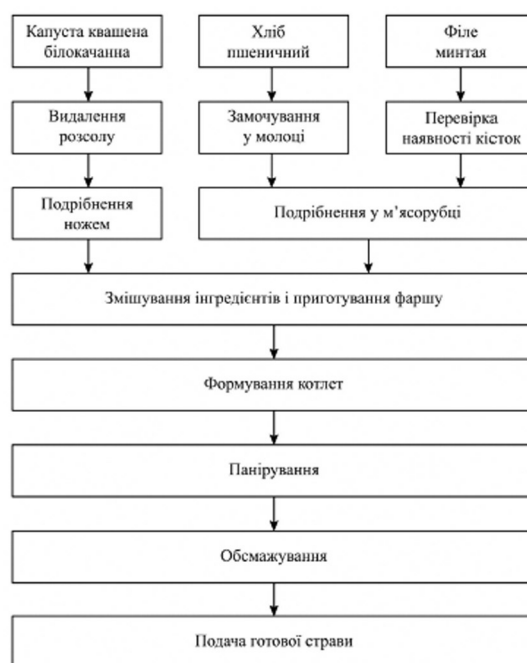 Капуста квашена
білокачанна
Хліб
пшеничний
Філе
минтая
Видалення
розсолу
Замочування
у молоці
Перевірка
наявності кісток
Подрібнення
ножем
Подрібнення у м’ясорубці
Змішування інгредієнтів і приготування фаршу
Формування котлет
Панірування
Обсмажування
Подача готової страви